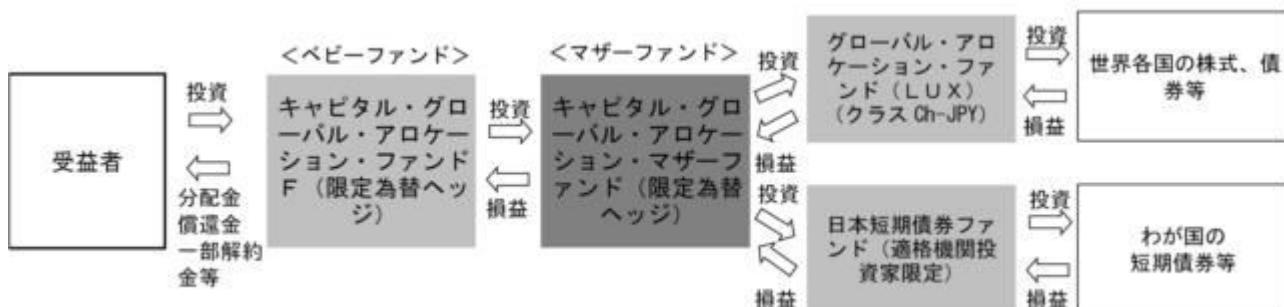 受益者
投資
分配金
償還金
一部解約
金等
＜ベビーファンド＞
キャピタル・グロ
ーバル・アロケー
ション・ファンド
Ｆ（限定為替ヘッ
ジ）
投資
損益
＜マザーファンド＞
キャピタル・グロ
ーバル・アロケー
ション・マザーフ
ァンド（限定為替
ヘッジ）
投資
損益
グローバル・アロ
ケーション・ファ
ンド（ＬＵＸ）
（クラス Ch-JPY）
投資
損益
世界各国の株式、債
券等
投資
損益
日本短期債券ファ
ンド（適格機関投
資家限定）
投資
損益
わが国の
短期債券等